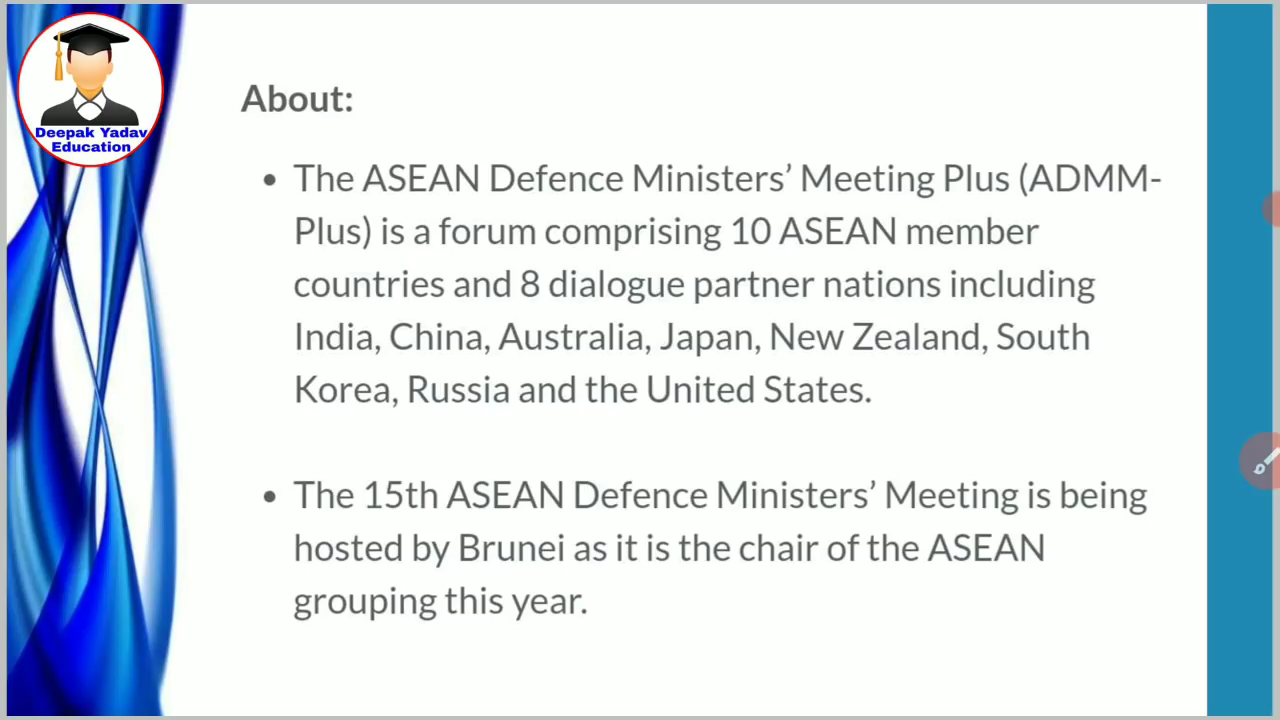 Deepak Yadav
Education
About:
• The ASEAN Defence Ministers’ Meeting Plus (ADMM-
Plus) is a forum comprising 10 ASEAN member
countries and 8 dialogue partner nations including
India, China, Australia, Japan, New Zealand, South
Korea, Russia and the United States.
• The 15th ASEAN Defence Ministers’ Meeting is being
hosted by Brunei as it is the chair of the ASEAN
grouping this year.